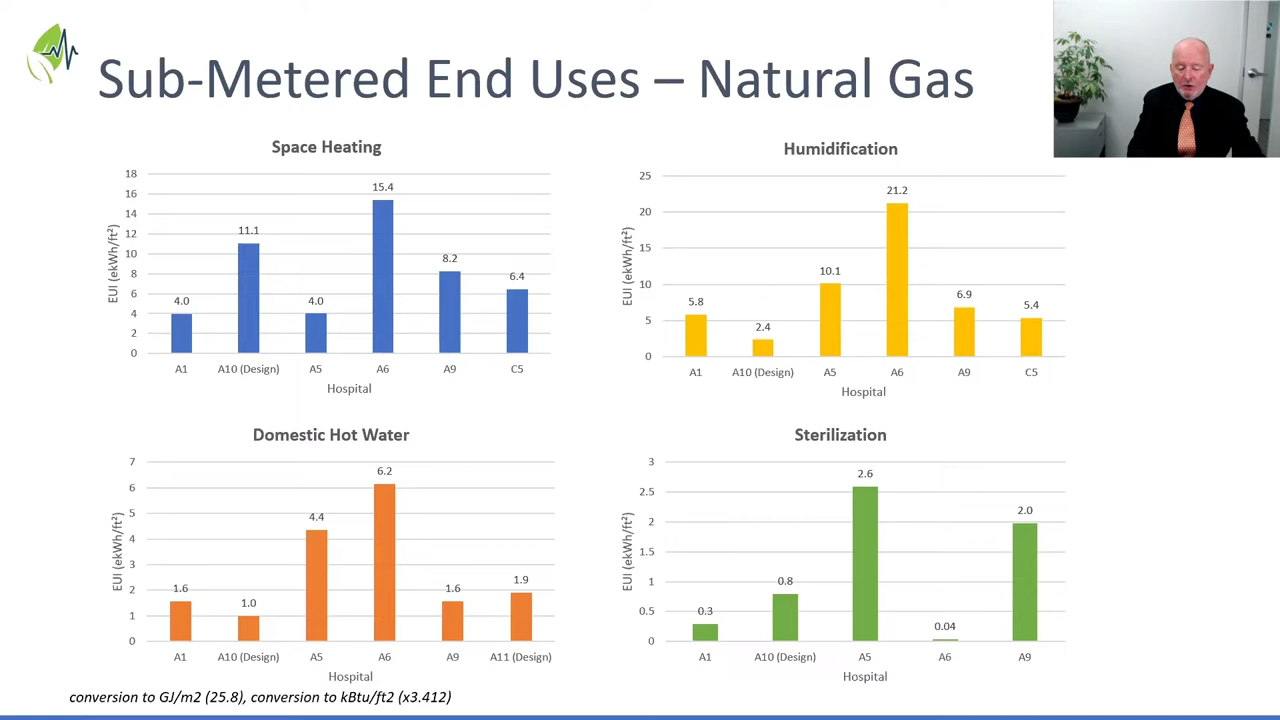 Sub-Metered End Uses – Natural Gas
Space Heating
EUI (ekWh/ft²)
18
16
14
12
10
8
6
4
2
0
4.0
11.1
4.0
15.4
8.2
6.4
A1
A10 (Design)
A5
A6
A9
C5
Hospital
Humidification
EUI (ekWh/ft²)
25
20
15
10
5
0
5.8
2.4
10.1
21.2
6.9
5.4
A1
A10 (Design)
A5
A6
A9
C5
Hospital
Domestic Hot Water
EUI (ekWh/ft²)
7
6
5
4
3
2
1
0
1.6
1.0
4.4
6.2
1.6
1.9
A1
A10 (Design)
A5
A6
A9
A11 (Design)
Hospital
Sterilization
EUI (ekWh/ft²)
3
2.5
2
1.5
1
0.5
0
0.3
0.8
2.6
0.04
2.0
A1
A10 (Design)
A5
A6
A9
Hospital
conversion to GJ/m2 (25.8), conversion to kBtu/ft2 (x3.412)